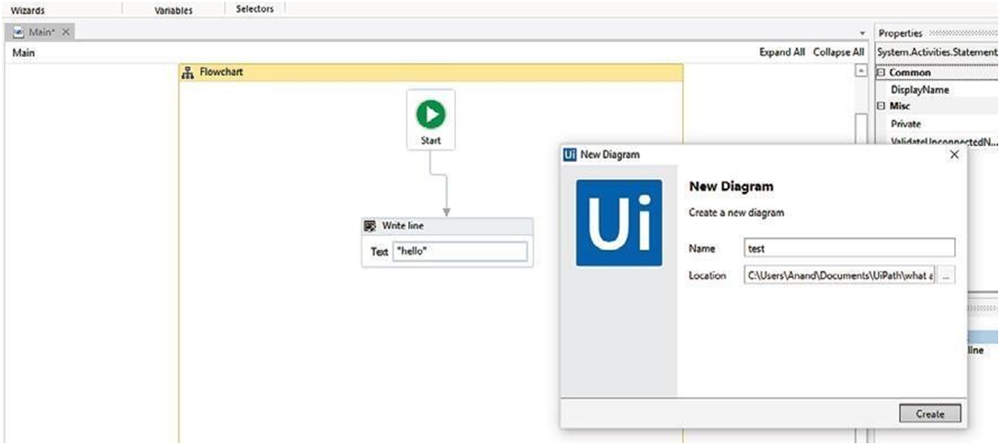 Wizards Variables Selectors
Main*
Properties
Main Expand All Collapse All
System.Activities.Statement
Flowchart
Common
DisplayName
Start
Misc
Private
ValidateUnconnectedN...
Ui New Diagram
Ui
New Diagram
Create a new diagram
Write line
Text "hello"
Name test
Location C:\Users\Anand\Documents\UiPath\what a ...
line
Create